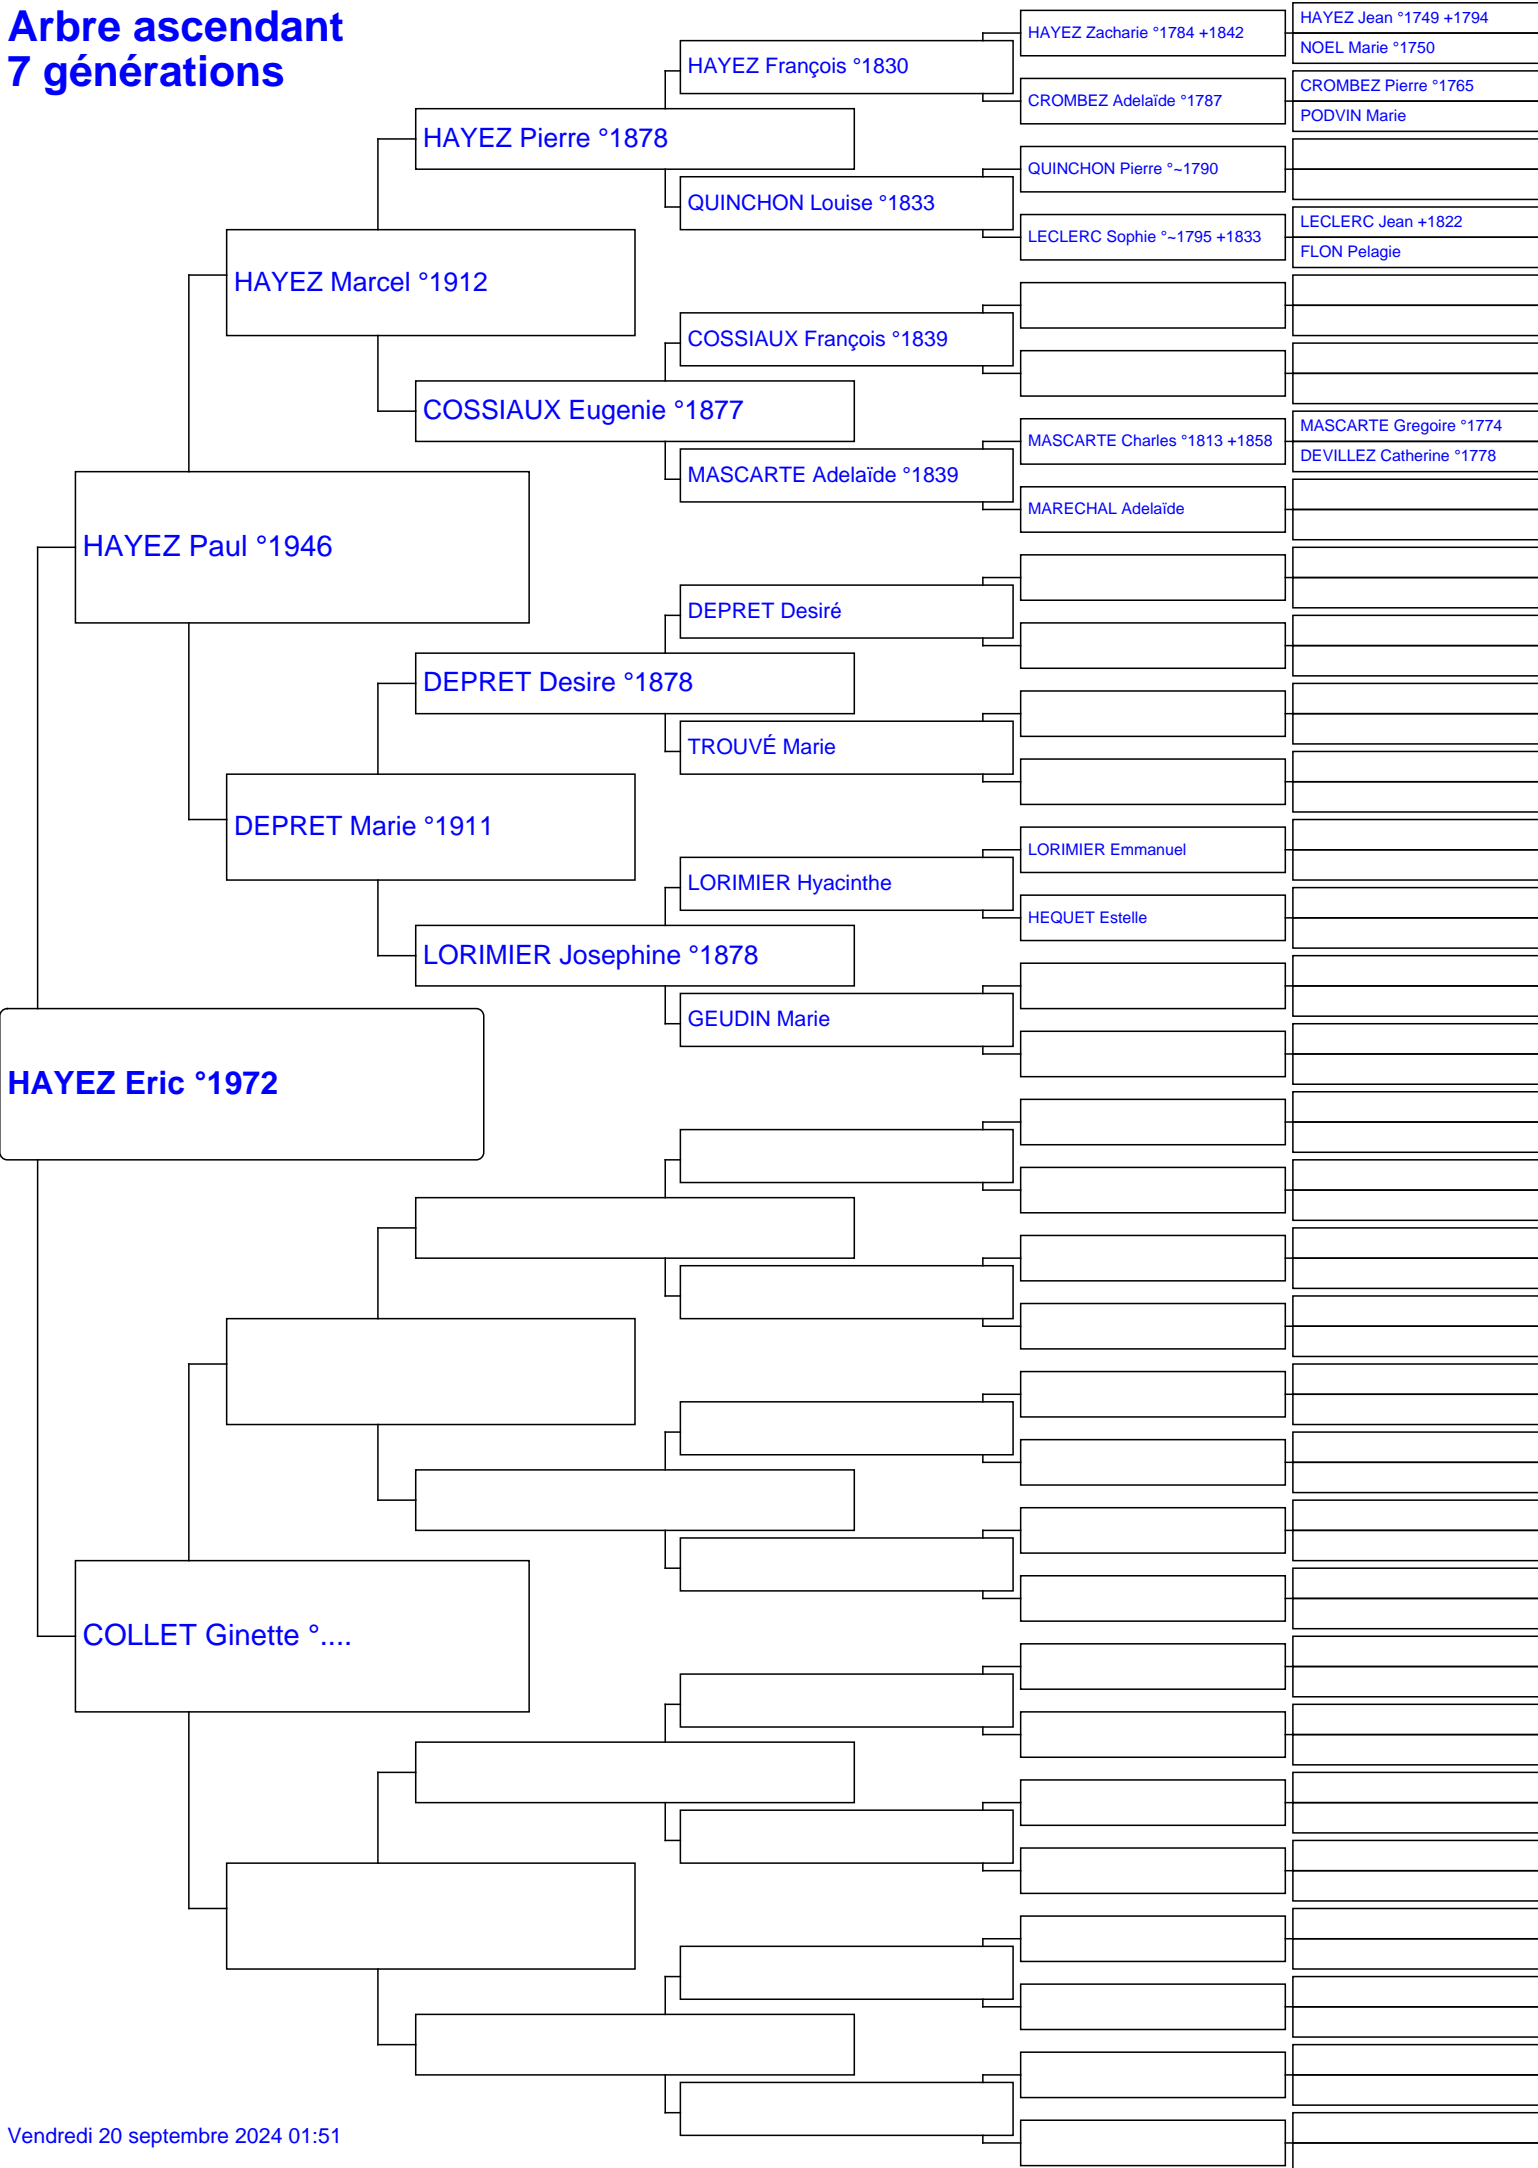 Arbre ascendant
7 générations
HAYEZ Eric °1972
HAYEZ Paul °1946
COLLET Ginette °....
HAYEZ Marcel °1912
DEPRET Marie °1911
HAYEZ Pierre °1878
COSSIAUX Eugenie °1877
DEPRET Desire °1878
LORIMIER Josephine °1878
HAYEZ François °1830
QUINCHON Louise °1833
COSSIAUX François °1839
MASCARTE Adelaïde °1839
DEPRET Desiré
TROUVÉ Marie
LORIMIER Hyacinthe
GEUDIN Marie
HAYEZ Zacharie °1784 +1842
CROMBEZ Adelaïde °1787
QUINCHON Pierre °~1790
LECLERC Sophie °~1795 +1833
MASCARTE Charles °1813 +1858
MARECHAL Adelaïde
LORIMIER Emmanuel
HEQUET Estelle
HAYEZ Jean °1749 +1794
NOEL Marie °1750
CROMBEZ Pierre °1765
PODVIN Marie
LECLERC Jean +1822
FLON Pelagie
MASCARTE Gregoire °1774
DEVILLEZ Catherine °1778
Vendredi 20 septembre 2024 01:51